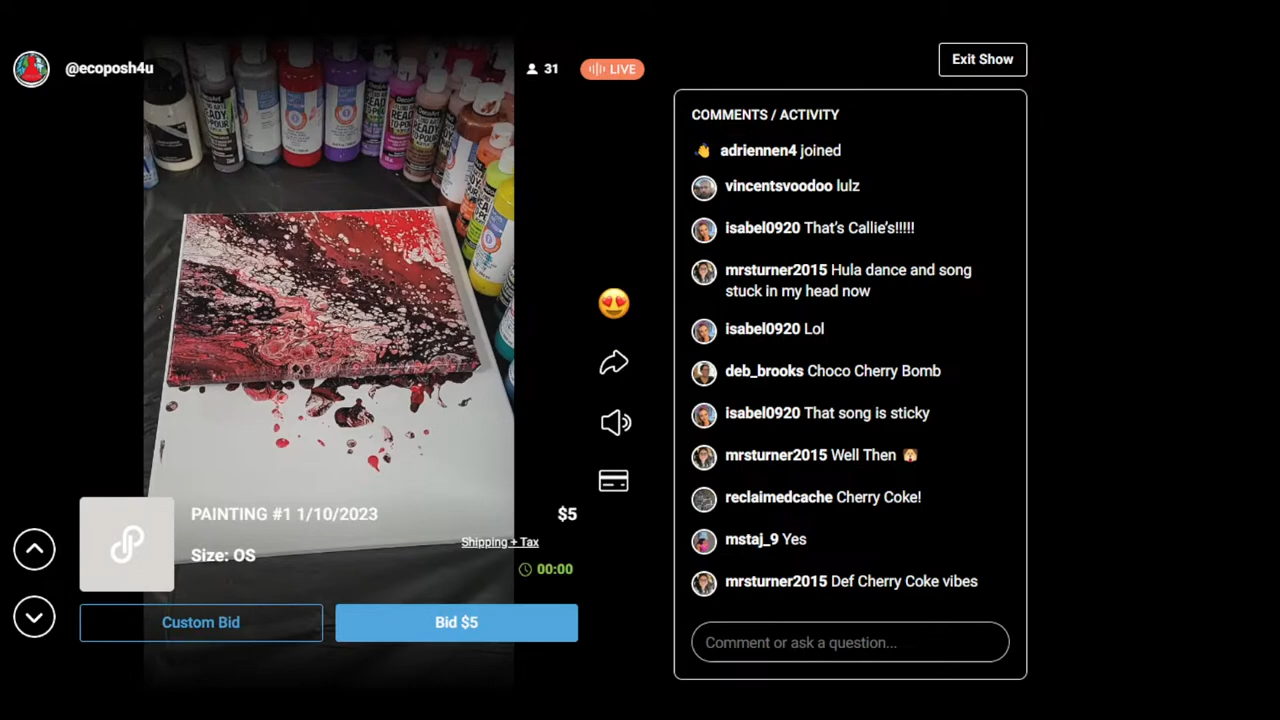 @ecoposh4u
31
LIVE
Exit Show
READY
READY
READY
PAINTING #1 1/10/2023
$5
Size: OS
Shipping + Tax
00:00
Custom Bid
Bid $5
COMMENTS / ACTIVITY
adriennen4 joined
vincentsvoodoo lulz
isabel0920 That's Callie's!!!!!
mrsturner2015 Hula dance and song
stuck in my head now
isabel0920 Lol
deb_brooks Choco Cherry Bomb
isabel0920 That song is sticky
mrsturner2015 Well Then
reclaimedcache Cherry Coke!
mstaj_9 Yes
mrsturner2015 Def Cherry Coke vibes
Comment or ask a question...